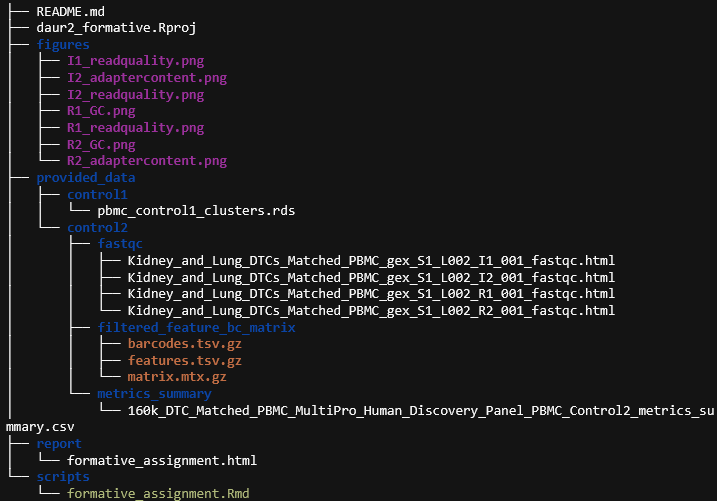 ├── README.md
├── daur2_formative.Rproj
├── figures
│   ├── I1_readquality.png
│   ├── I2_adaptercontent.png
│   ├── I2_readquality.png
│   ├── R1_GC.png
│   ├── R1_readquality.png
│   ├── R2_GC.png
│   └── R2_adaptercontent.png
├── provided_data
│   ├── control1
│   │   └── pbmc_control1_clusters.rds
│   └── control2
│       ├── fastqc
│       │   ├── Kidney_and_Lung_DTCs_Matched_PBMC_gex_S1_L002_I1_001_fastqc.html
│       │   ├── Kidney_and_Lung_DTCs_Matched_PBMC_gex_S1_L002_I2_001_fastqc.html
│       │   ├── Kidney_and_Lung_DTCs_Matched_PBMC_gex_S1_L002_R1_001_fastqc.html
│       │   └── Kidney_and_Lung_DTCs_Matched_PBMC_gex_S1_L002_R2_001_fastqc.html
│       ├── filtered_feature_bc_matrix
│       │   ├── barcodes.tsv.gz
│       │   ├── features.tsv.gz
│       │   └── matrix.mtx.gz
│       └── metrics_summary
│           └── 160k_DTC_Matched_PBMC_MultiPro_Human_Discovery_Panel_PBMC_Control2_metrics_su
mmary.csv
├── report
│   └── formative_assignment.html
└── scripts
    └── formative_assignment.Rmd